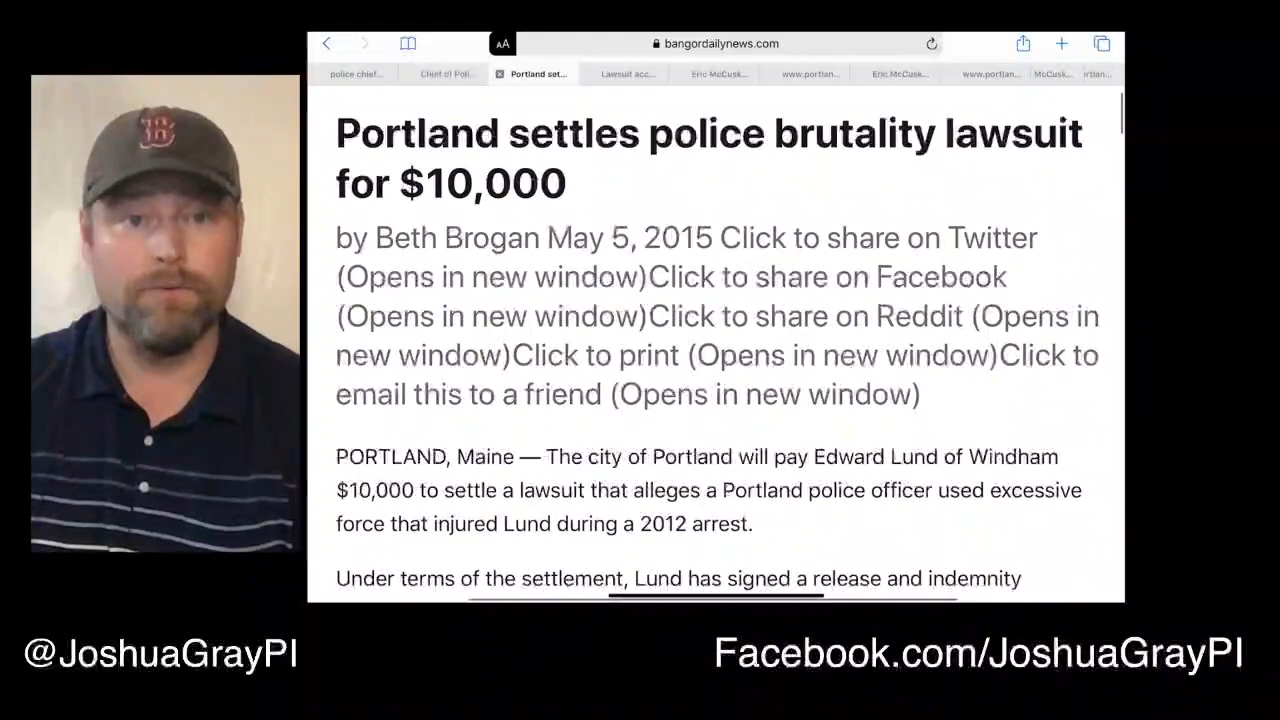 AA
bangordailynews.com
police chief...
Chief of Poli...
Portland set...
Lawsuit acc...
Eric McCusk...
www.portlan...
Eric McCusk...
www.portlan...
McCusk...
rtlan...
B
Portland settles police brutality lawsuit
for $10,000
by Beth Brogan May 5, 2015 Click to share on Twitter
(Opens in new window)Click to share on Facebook
(Opens in new window)Click to share on Reddit (Opens in
new window)Click to print (Opens in new window)Click to
email this to a friend (Opens in new window)
PORTLAND, Maine — The city of Portland will pay Edward Lund of Windham
$10,000 to settle a lawsuit that alleges a Portland police officer used excessive
force that injured Lund during a 2012 arrest.
Under terms of the settlement, Lund has signed a release and indemnity
@JoshuaGrayPI
Facebook.com/JoshuaGrayPI